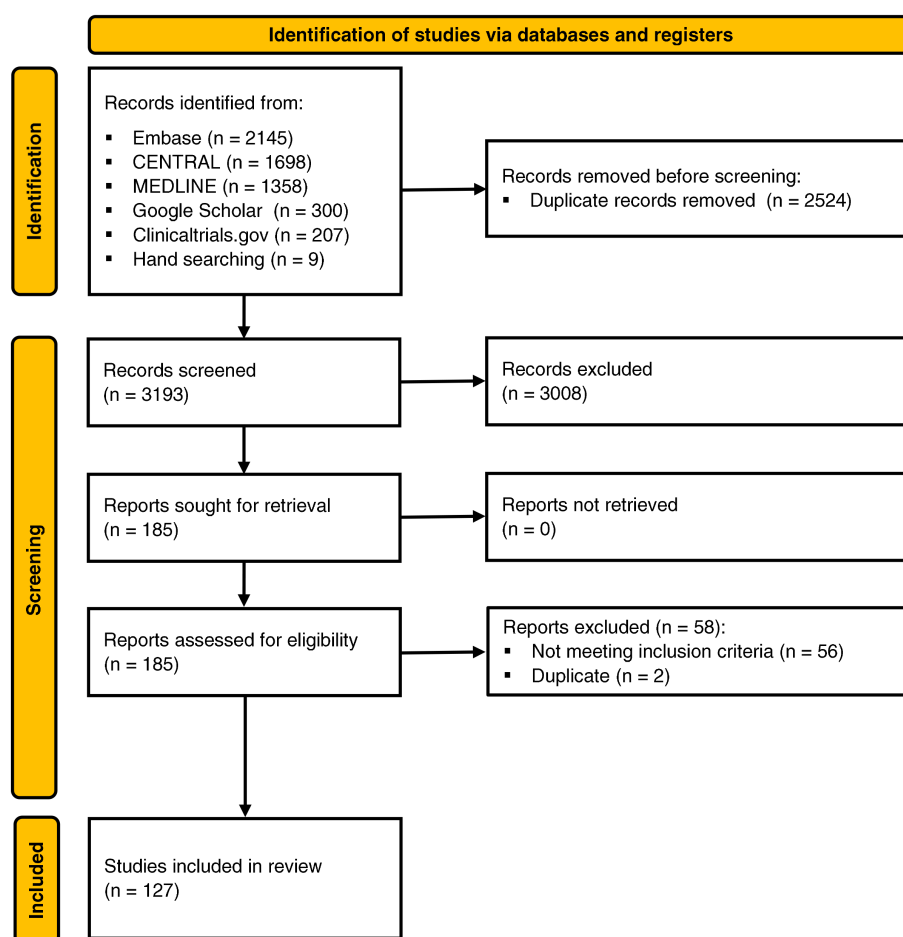 Identification of studies via databases and registers
Identification
Records identified from:
▪ Embase (n = 2145)
▪ CENTRAL (n = 1698)
▪ MEDLINE (n = 1358)
▪ Google Scholar (n = 300)
▪ Clinicaltrials.gov (n = 207)
▪ Hand searching (n = 9)
Records removed before screening:
▪ Duplicate records removed (n = 2524)
Screening
Records screened
(n = 3193)
Records excluded
(n = 3008)
Reports sought for retrieval
(n = 185)
Reports not retrieved
(n = 0)
Reports assessed for eligibility
(n = 185)
Reports excluded (n = 58):
▪ Not meeting inclusion criteria (n = 56)
▪ Duplicate (n = 2)
Included
Studies included in review
(n = 127)